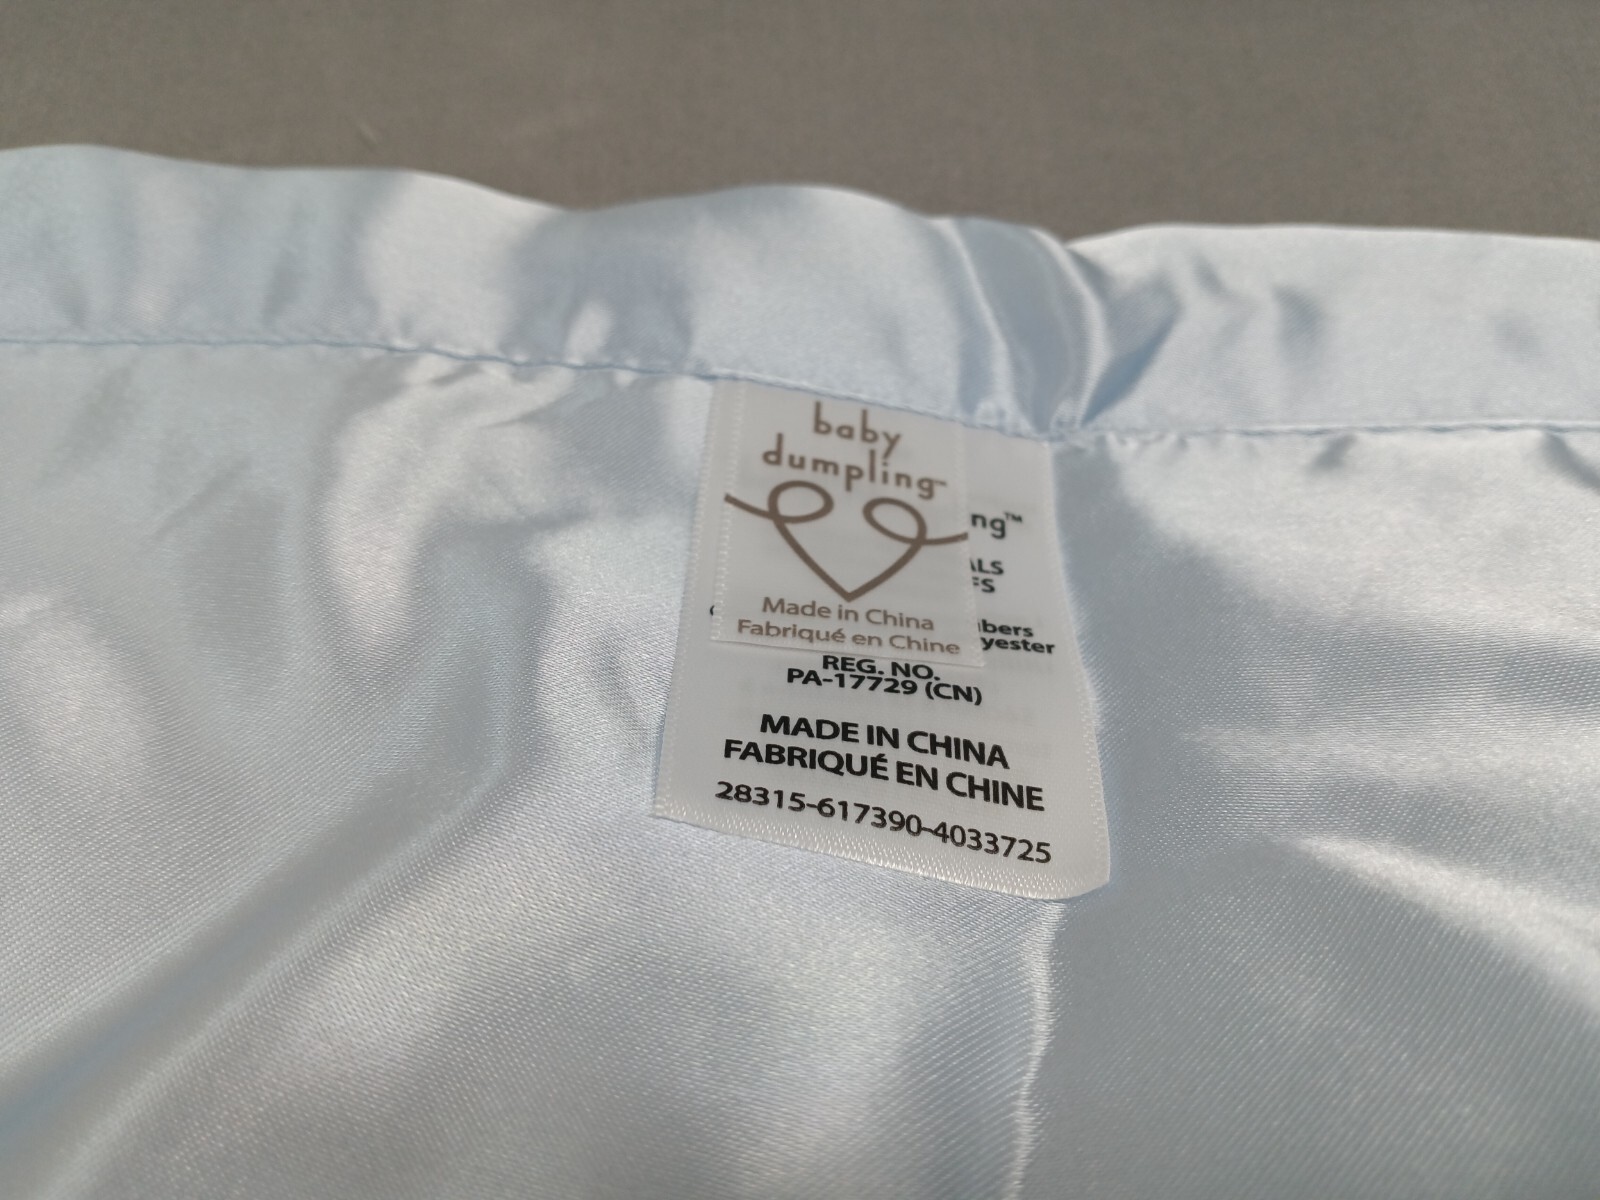 baby
dumpling
Made in China
Fabriqué en Chine
ng™
REG. NO.
PA-17729 (CN)
MADE IN CHINA
FABRIQUÉ EN CHINE
28315-617390-4033725